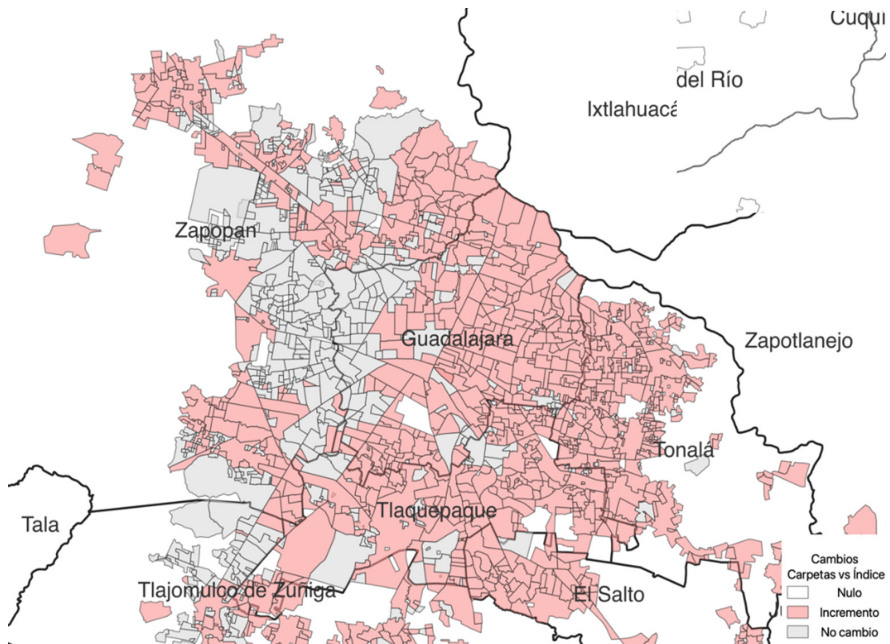 Cuquí
del Río
Ixtlahuacá
Zapopan
Guadalajara
Zapotlanejo
Tonalá
Tlaquepaque
Tala
Tlajomulco de Zúñiga
El Salto
Cambios
Carpetas vs Índice
Nulo
Incremento
No cambio